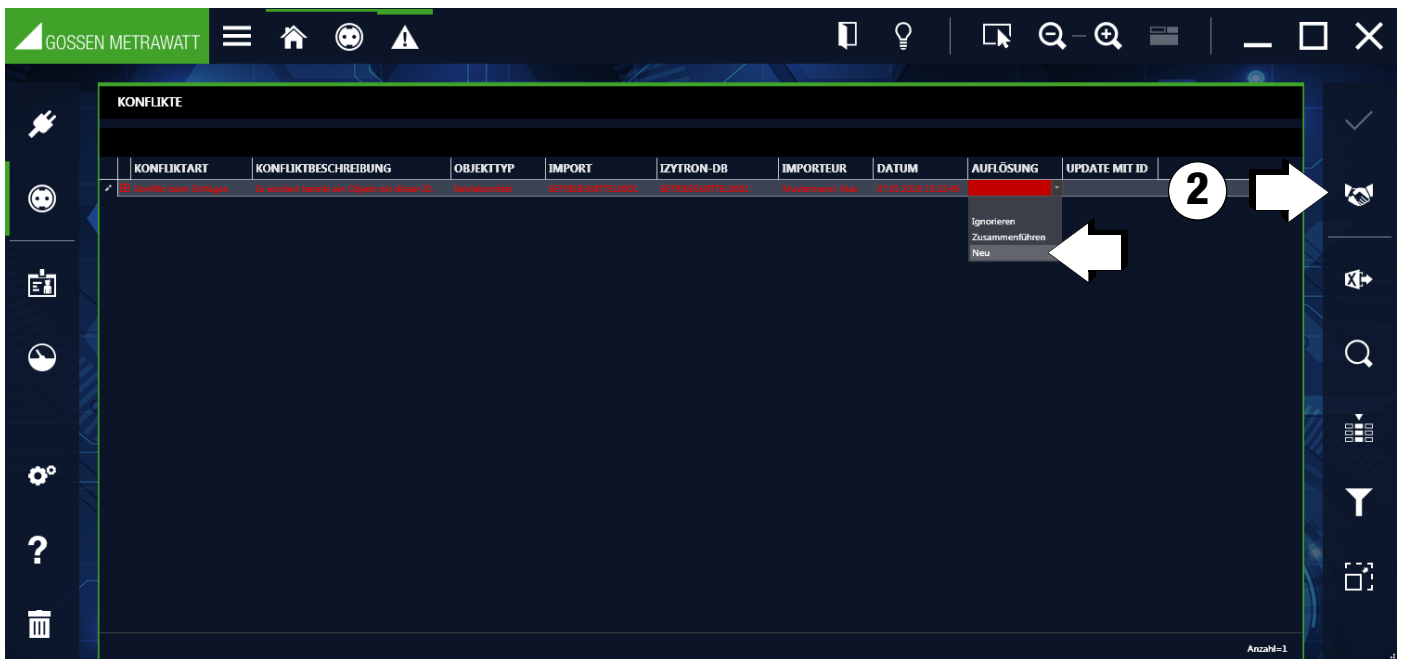 GOSSEN METRAWATT
KONFLIKTE
KONFLIKTART KONFLIKTBESCHREIBUNG OBJEKTTYP IMPORT IZYTRON-DB IMPORTEUR DATUM AUFLÖSUNG UPDATE MIT ID
Ignorieren
Zusammenführen
Neu
2
?
Anzahl=1